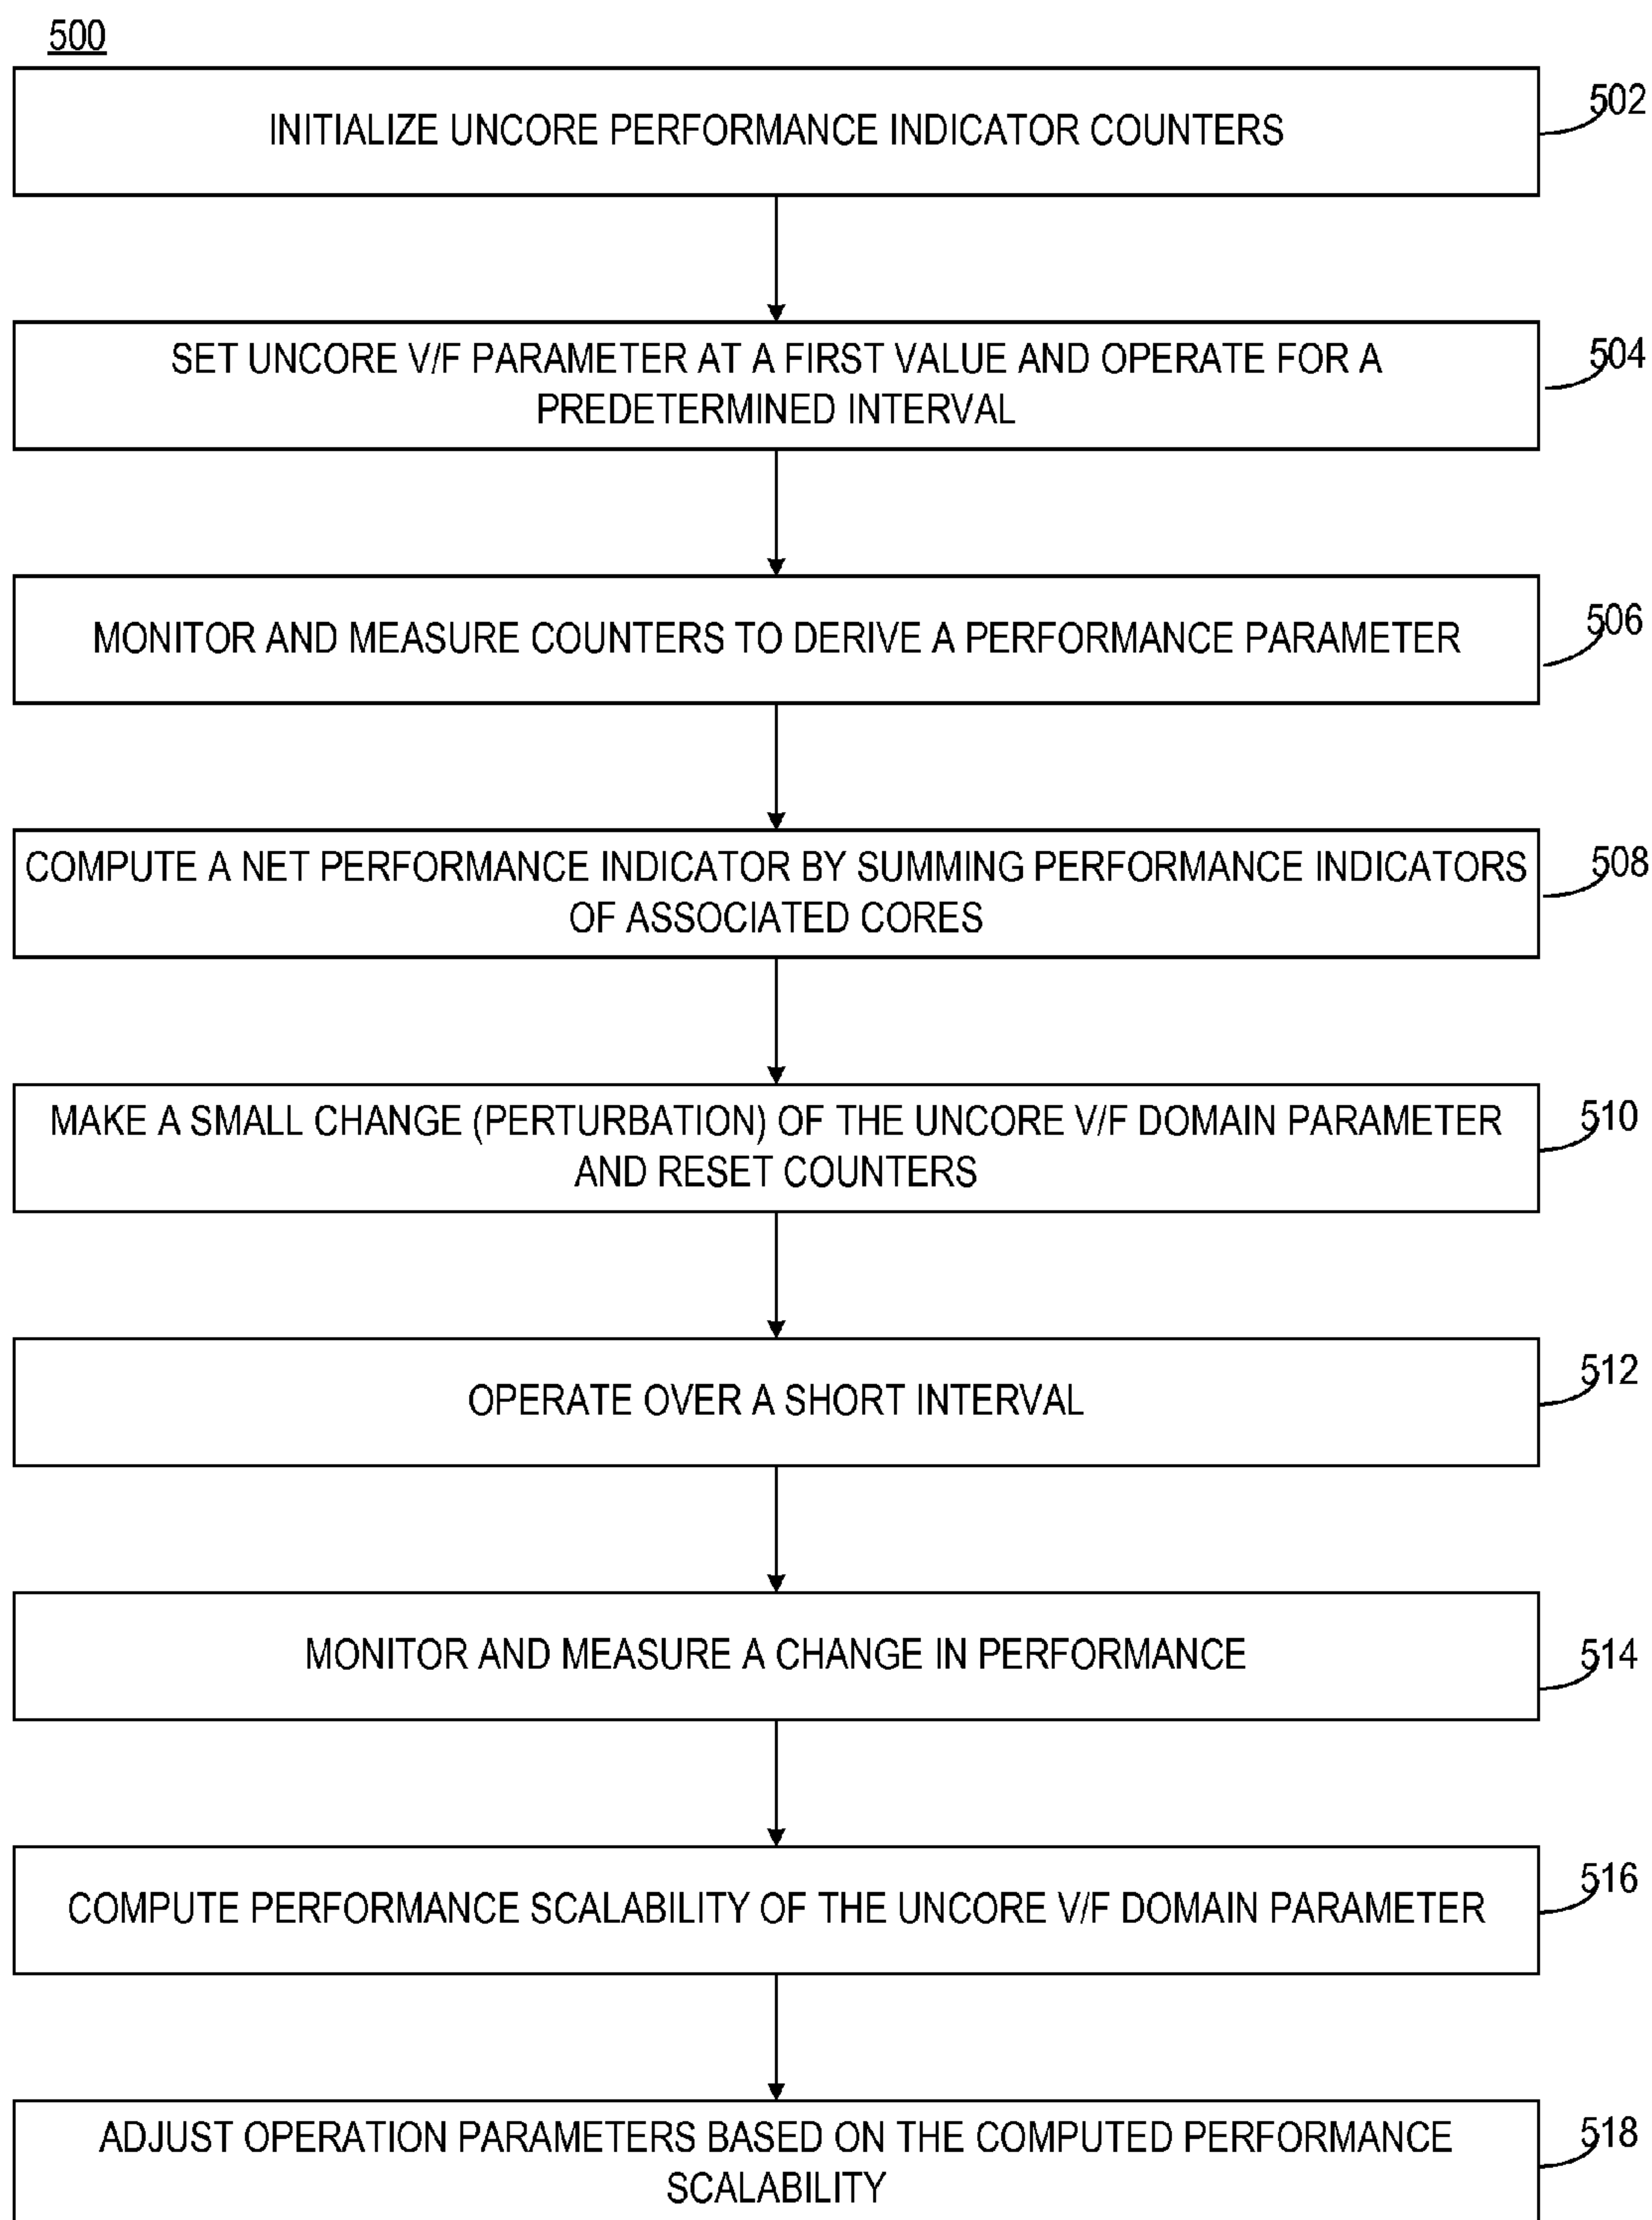 500
INITIALIZE UNCORE PERFORMANCE INDICATOR COUNTERS
502
SET UNCORE V/F PARAMETER AT A FIRST VALUE AND OPERATE FOR A
PREDETERMINED INTERVAL
504
MONITOR AND MEASURE COUNTERS TO DERIVE A PERFORMANCE PARAMETER
506
COMPUTE A NET PERFORMANCE INDICATOR BY SUMMING PERFORMANCE INDICATORS
OF ASSOCIATED CORES
508
MAKE A SMALL CHANGE (PERTURBATION) OF THE UNCORE V/F DOMAIN PARAMETER
AND RESET COUNTERS
510
OPERATE OVER A SHORT INTERVAL
512
MONITOR AND MEASURE A CHANGE IN PERFORMANCE
514
COMPUTE PERFORMANCE SCALABILITY OF THE UNCORE V/F DOMAIN PARAMETER
516
ADJUST OPERATION PARAMETERS BASED ON THE COMPUTED PERFORMANCE
SCALABILITY
518